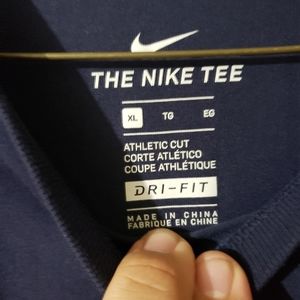 THE NIKE TEE
XL TG EG
ATHLETIC CUT
CORTE ATLÉTICO
COUPE ATHLÉTIQUE
DRI-FIT
MADE IN CHINA
FABRIQUÉ EN CHINE